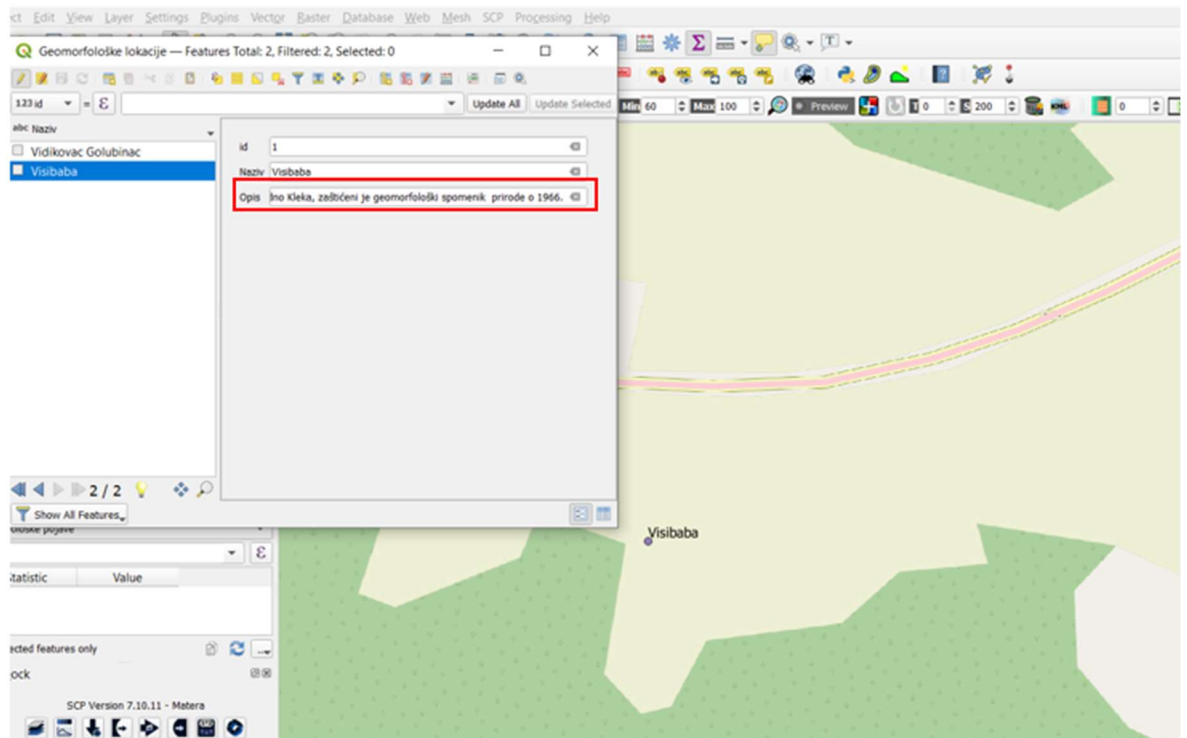 ct Edit View Layer Settings Plugins Vector Raster Database Web Mesh SCP Processing Help
Geomorfološke lokacije — Features Total: 2, Filtered: 2, Selected: 0
123 id = ε Update All Update Selected
Min 60 Max 100 Preview T 0 S 200 0
abc Naziv
Vidikovac Golubinac
Visibaba
id 1
Naziv Visibaba
Opis lno Kleka, zaštićeni je geomorfološki spomenik prirode o 1966.
2 / 2
Show All Features
ološke pojave
ε
Statistic Value
ected features only
ock
SCP Version 7.10.11 - Matera
Visibaba